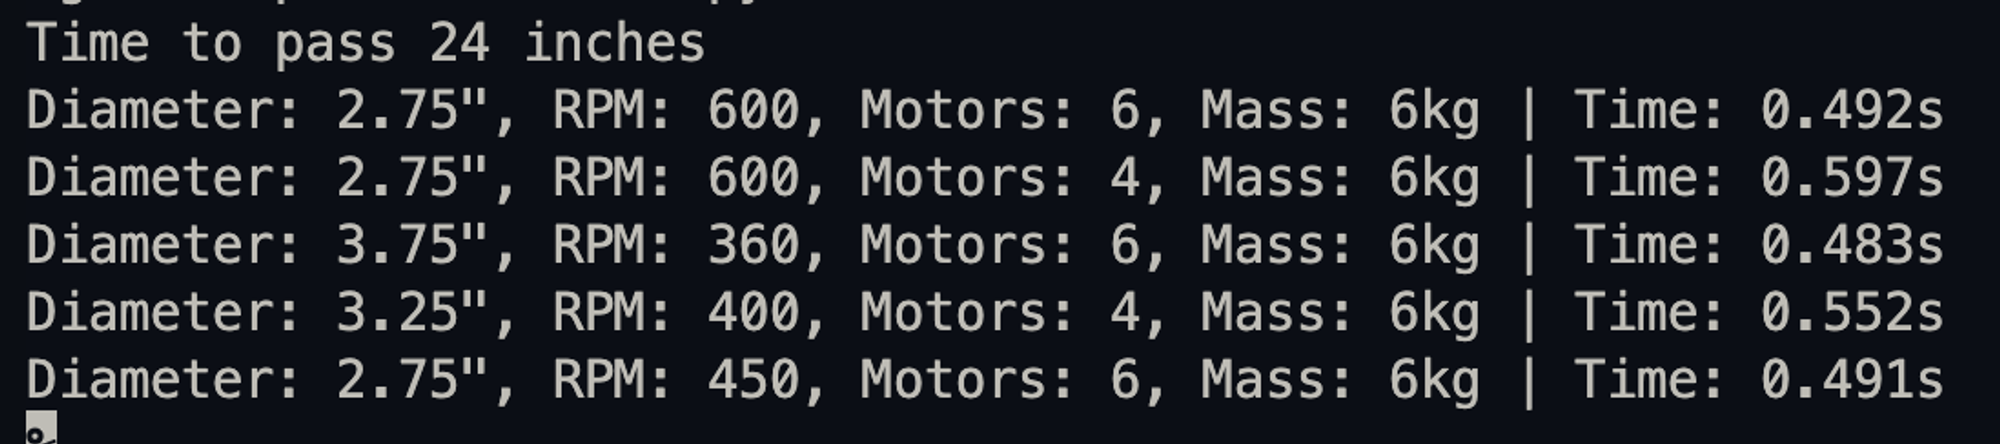 Time to pass 24 inches
Diameter: 2.75", RPM: 600, Motors: 6, Mass: 6kg | Time: 0.492s
Diameter: 2.75", RPM: 600, Motors: 4, Mass: 6kg | Time: 0.597s
Diameter: 3.75", RPM: 360, Motors: 6, Mass: 6kg | Time: 0.483s
Diameter: 3.25", RPM: 400, Motors: 4, Mass: 6kg | Time: 0.552s
Diameter: 2.75", RPM: 450, Motors: 6, Mass: 6kg | Time: 0.491s